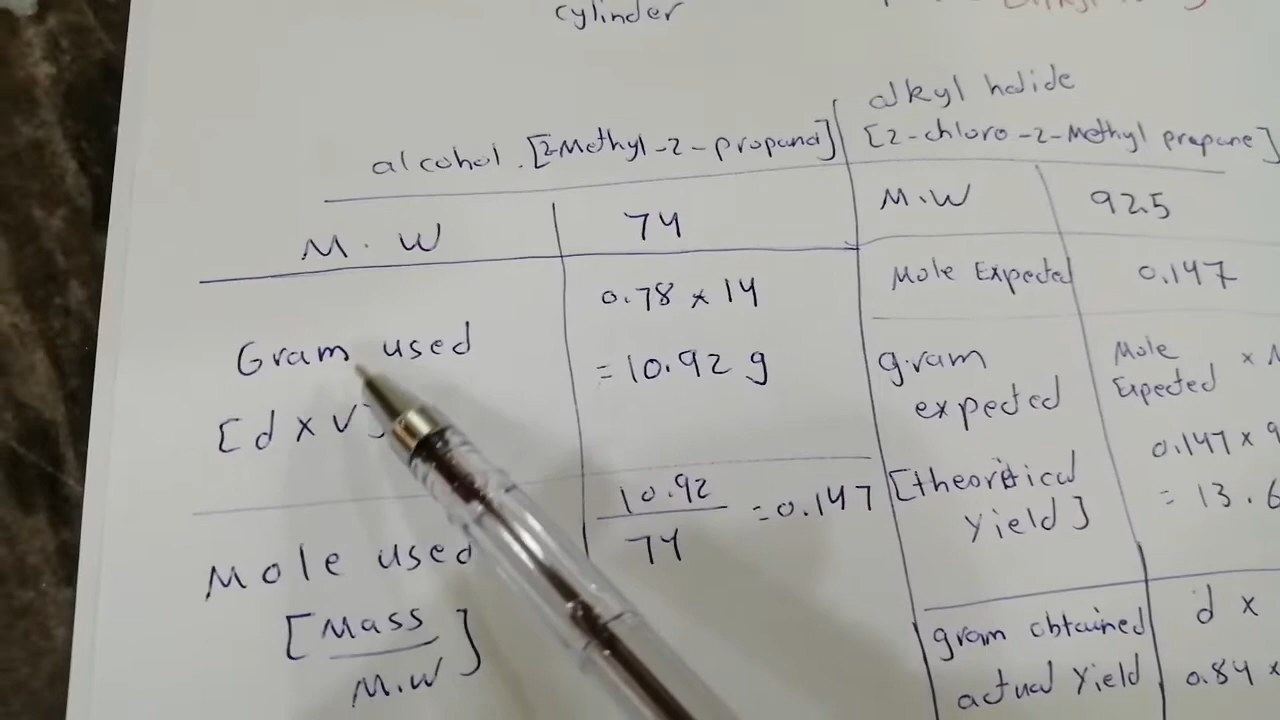 cylinder
alcohol. [2-Methyl-2-propanol]
M.W
74
Gram used
[d x V]
0.78 * 14
= 10.92 g
Mole used
[Mass
M.W]
10.92
74
= 0.147
alkyl halide
[2-chloro-2-Methyl propane]
M.W
92.5
Mole Expected
0.147
gram
expected
[theoritical
Yield]
Mole
Expected
x
0.147 x 9
= 13.6
gram obtained
actual Yield
d x
0.84 x